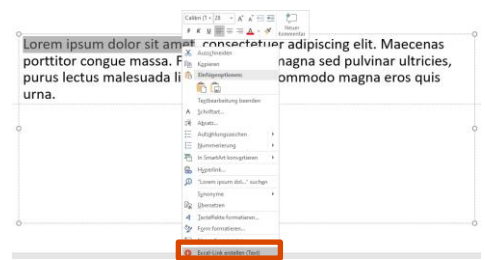 Calibri (T 28 A A
F K U A
Neuer
Kommentar
Lorem ipsum dolor sit amet, consectetuer adipiscing elit. Maecenas
porttitor congue massa. F magna sed pulvinar ultricies,
purus lectus malesuada li ommodo magna eros quis
urna.
Ausschneiden
Kopieren
Einfügeoptionen:
Textbearbeitung beenden
A Schriftart...
Absatz...
Aufzählungszeichen
Nummerierung
In SmartArt konvertieren
Hyperlink...
"Lorem ipsum dol..." suchen
Synonyme
Übersetzen
Texteffekte formatieren...
Form formatieren...
Excel-Link erstellen (Text)